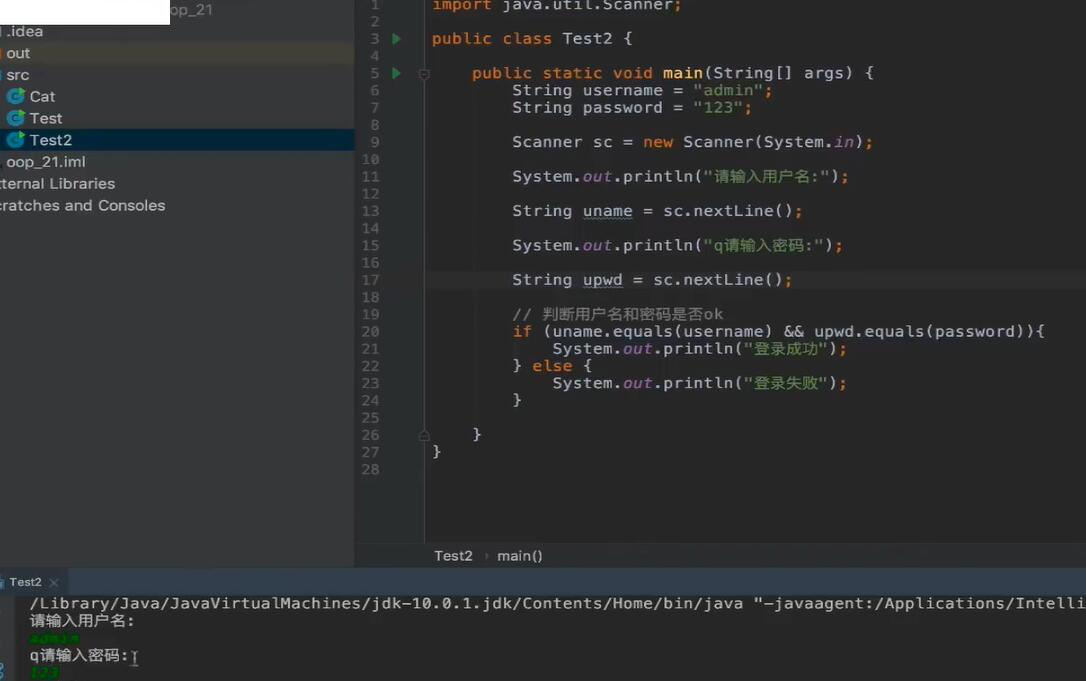 op_21
.idea
out
src
Cat
Test
Test2
oop_21.iml
ternal Libraries
cratches and Consoles
1 import java.util.Scanner;
2
3 public class Test2 {
4
5 public static void main(String[] args) {
6 String username = "admin";
7 String password = "123";
8
9 Scanner sc = new Scanner(System.in);
10
11 System.out.println("请输入用户名:");
12
13 String uname = sc.nextLine();
14
15 System.out.println("q请输入密码:");
16
17 String upwd = sc.nextLine();
18
19 // 判断用户名和密码是否ok
20 if (uname.equals(username) && upwd.equals(password)){
21 System.out.println("登录成功");
22 } else {
23 System.out.println("登录失败");
24 }
25
26 }
27 }
28
Test2 › main()
Test2 ×
/Library/Java/JavaVirtualMachines/jdk-10.0.1.jdk/Contents/Home/bin/java "-javaagent:/Applications/Intelli
请输入用户名:
admin
q请输入密码:
123